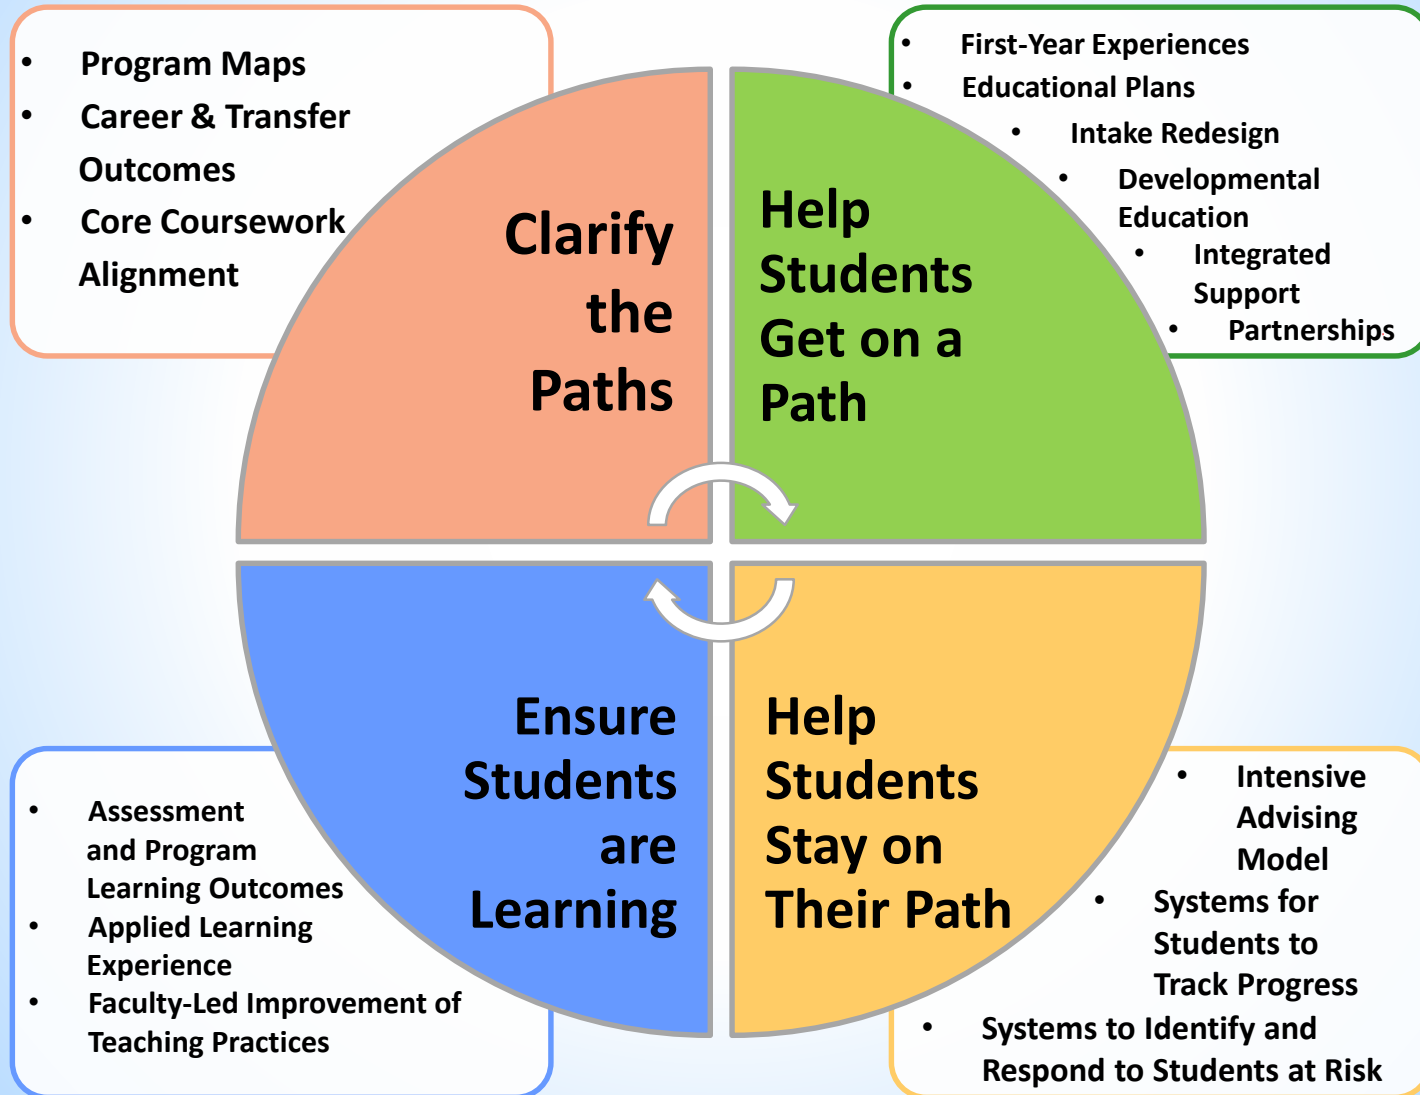 • Program Maps
• Career & Transfer
Outcomes
• Core Coursework
Alignment
Clarify
the
Paths
• First-Year Experiences
• Educational Plans
• Intake Redesign
• Developmental
Education
• Integrated
Support
• Partnerships
Help
Students
Get on a
Path
Ensure
Students
are
Learning
• Assessment
and Program
Learning Outcomes
• Applied Learning
Experience
• Faculty-Led Improvement of
Teaching Practices
Help
Students
Stay on
Their Path
• Intensive
Advising
Model
• Systems for
Students to
Track Progress
• Systems to Identify and
Respond to Students at Risk